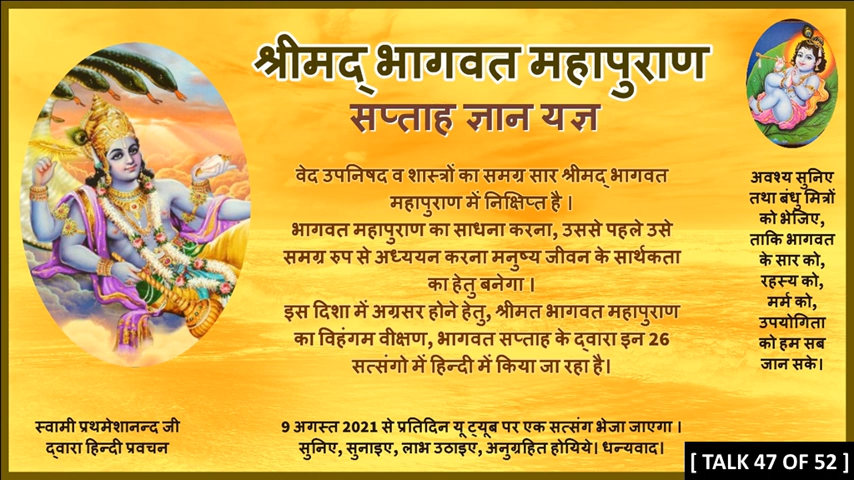 श्रीमद् भागवत महापुराण
सप्ताह ज्ञान यज्ञ
वेद उपनिषद व शास्त्रों का समग्र सार श्रीमद् भागवत
महापुराण में निक्षिप्त है ।
भागवत महापुराण का साधना करना, उससे पहले उसे
समग्र रुप से अध्ययन करना मनुष्य जीवन के सार्थकता
का हेतु बनेगा ।
इस दिशा में अग्रसर होने हेतु, श्रीमत भागवत महापुराण
का विहंगम वीक्षण, भागवत सप्ताह के द्वारा इन 26
सत्संगो में हिन्दी में किया जा रहा है।
अवश्य सुनिए
तथा बंधु मित्रों
को भेजिए,
ताकि भागवत
के सार को,
रहस्य को,
मर्म को,
उपयोगिता
को हम सब
जान सके।
स्वामी प्रथमेशानन्द जी
द्वारा हिन्दी प्रवचन
9 अगस्त 2021 से प्रतिदिन यू ट्यूब पर एक सत्संग भेजा जाएगा ।
सुनिए, सुनाइए, लाभ उठाइए, अनुग्रहित होयिये। धन्यवाद।
[ TALK 47 OF 52 ]